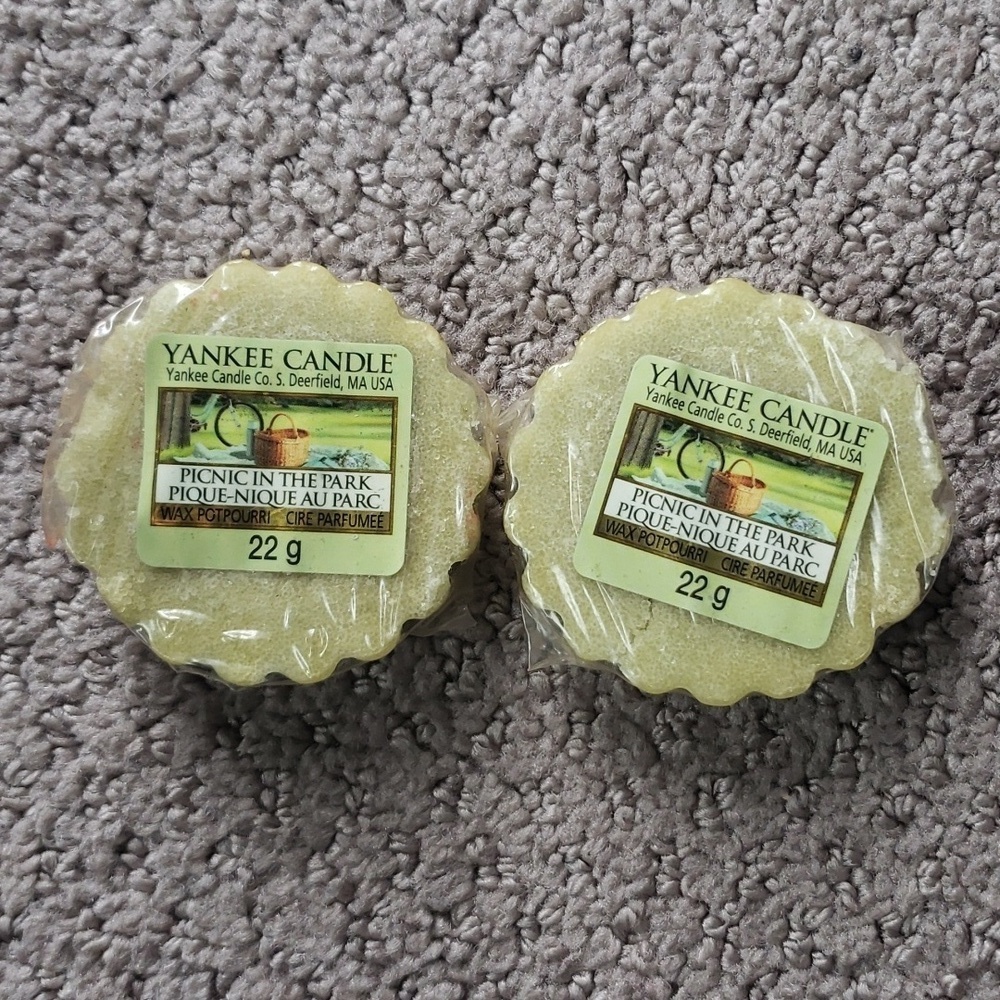 YANKEE CANDLE®
Yankee Candle Co. S. Deerfield, MA USA
PICNIC IN THE PARK
PIQUE-NIQUE AU PARC
WAX POTPOURRI CIRE PARFUMÉE
22 g
YANKEE CANDLE®
Yankee Candle Co. S. Deerfield, MA USA
PICNIC IN THE PARK
PIQUE-NIQUE AU PARC
WAX POTPOURRI CIRE PARFUMÉE
22 g